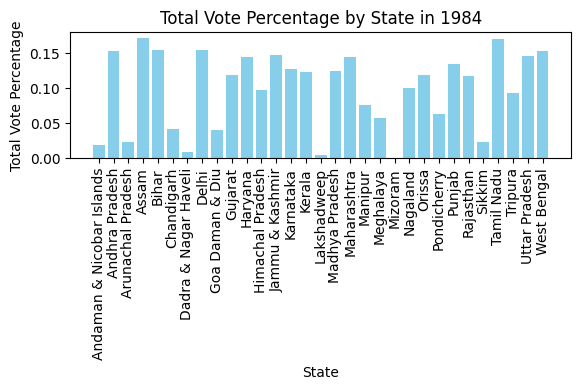 Total Vote Percentage by State in 1984
Total Vote Percentage
0.15
0.10
0.05
0.00
Andaman & Nicobar Islands
Andhra Pradesh
Arunachal Pradesh
Assam
Bihar
Chandigarh
Dadra & Nagar Haveli
Delhi
Goa Daman & Diu
Gujarat
Haryana
Himachal Pradesh
Jammu & Kashmir
Karnataka
Kerala
Lakshadweep
Madhya Pradesh
Maharashtra
Manipur
Meghalaya
Mizoram
Nagaland
Orissa
Pondicherry
Punjab
Rajasthan
Sikkim
Tamil Nadu
Tripura
Uttar Pradesh
West Bengal
State